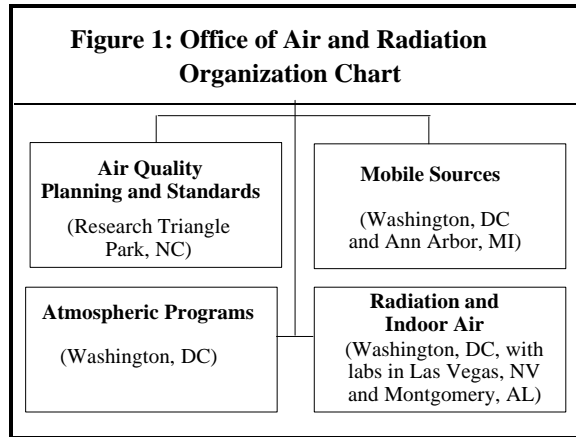 Figure 1: Office of Air and Radiation
Organization Chart
Air Quality
Planning and Standards
(Research Triangle
Park, NC)
Mobile Sources
(Washington, DC
and Ann Arbor, MI)
Atmospheric Programs
(Washington, DC)
Radiation and
Indoor Air
(Washington, DC, with
labs in Las Vegas, NV
and Montgomery, AL)